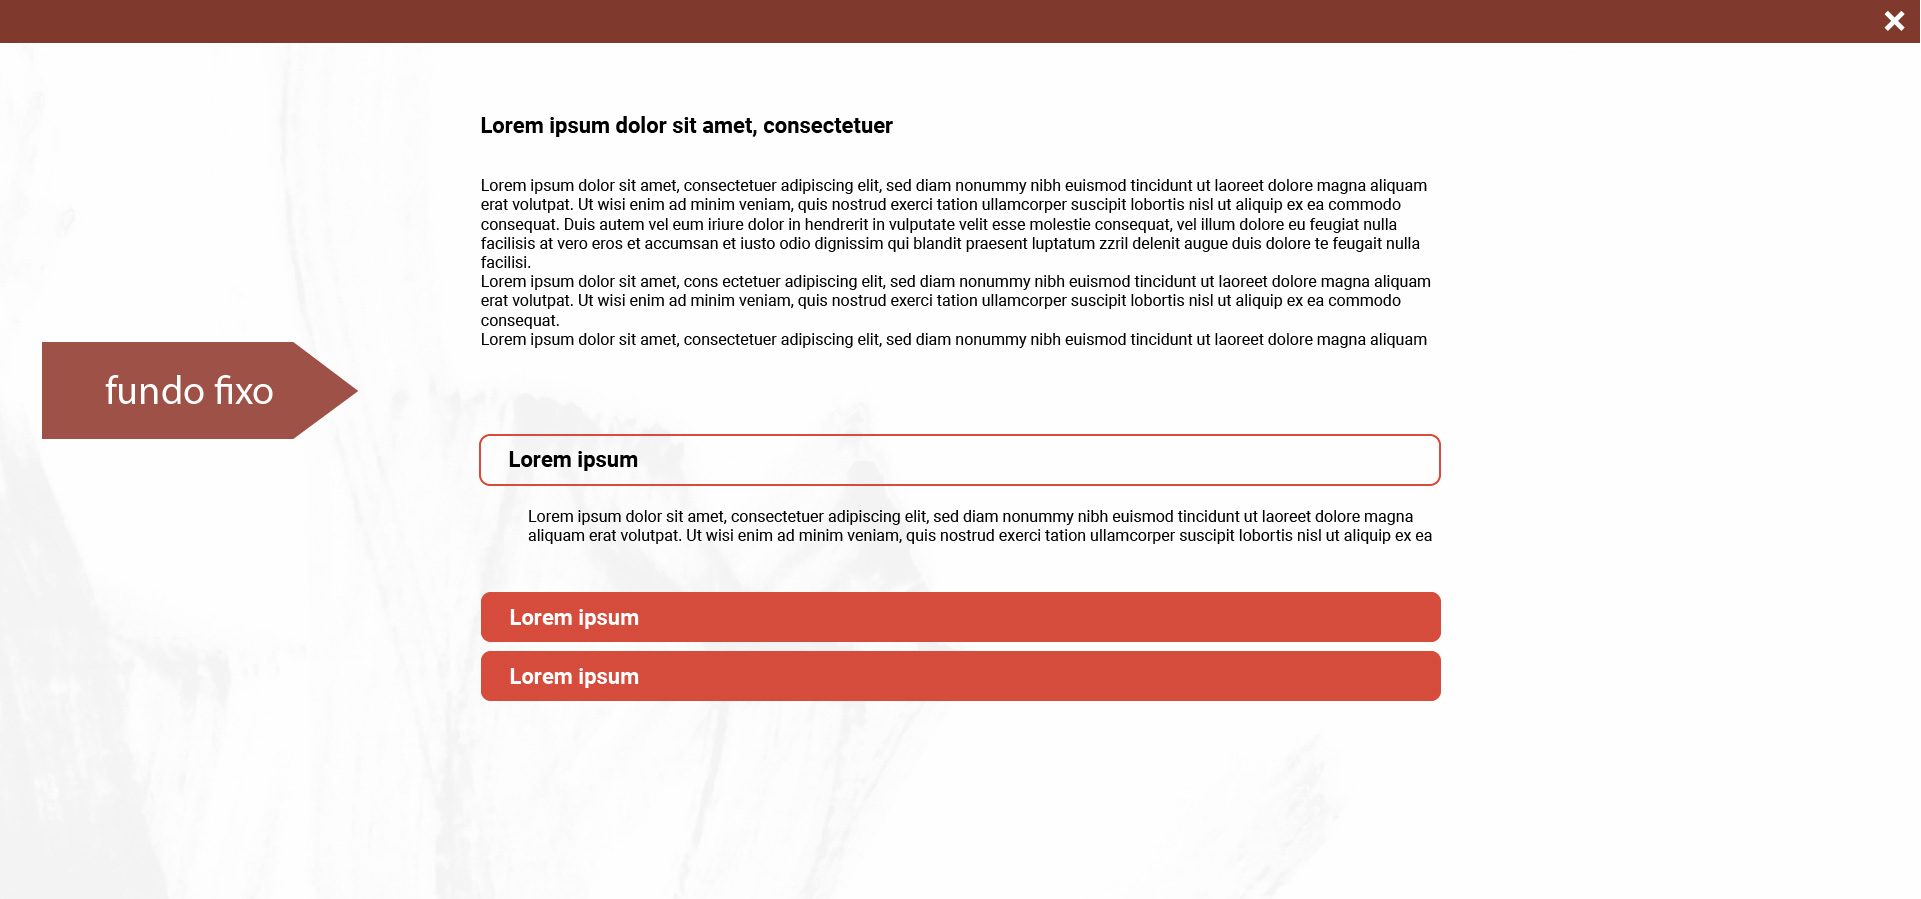 Lorem ipsum dolor sit amet, consectetuer
Lorem ipsum dolor sit amet, consectetuer adipiscing elit, sed diam nonummy nibh euismod tincidunt ut laoreet dolore magna aliquam
erat volutpat. Ut wisi enim ad minim veniam, quis nostrud exerci tation ullamcorper suscipit lobortis nisl ut aliquip ex ea commodo
consequat. Duis autem vel eum iriure dolor in hendrerit in vulputate velit esse molestie consequat, vel illum dolore eu feugiat nulla
facilisis at vero eros et accumsan et iusto odio dignissim qui blandit praesent luptatum zzril delenit augue duis dolore te feugait nulla
facilisi.
Lorem ipsum dolor sit amet, cons ectetuer adipiscing elit, sed diam nonummy nibh euismod tincidunt ut laoreet dolore magna aliquam
erat volutpat. Ut wisi enim ad minim veniam, quis nostrud exerci tation ullamcorper suscipit lobortis nisl ut aliquip ex ea commodo
consequat.
Lorem ipsum dolor sit amet, consectetuer adipiscing elit, sed diam nonummy nibh euismod tincidunt ut laoreet dolore magna aliquam
fundo fixo
Lorem ipsum
Lorem ipsum dolor sit amet, consectetuer adipiscing elit, sed diam nonummy nibh euismod tincidunt ut laoreet dolore magna
aliquam erat volutpat. Ut wisi enim ad minim veniam, quis nostrud exerci tation ullamcorper suscipit lobortis nisl ut aliquip ex ea
Lorem ipsum
Lorem ipsum